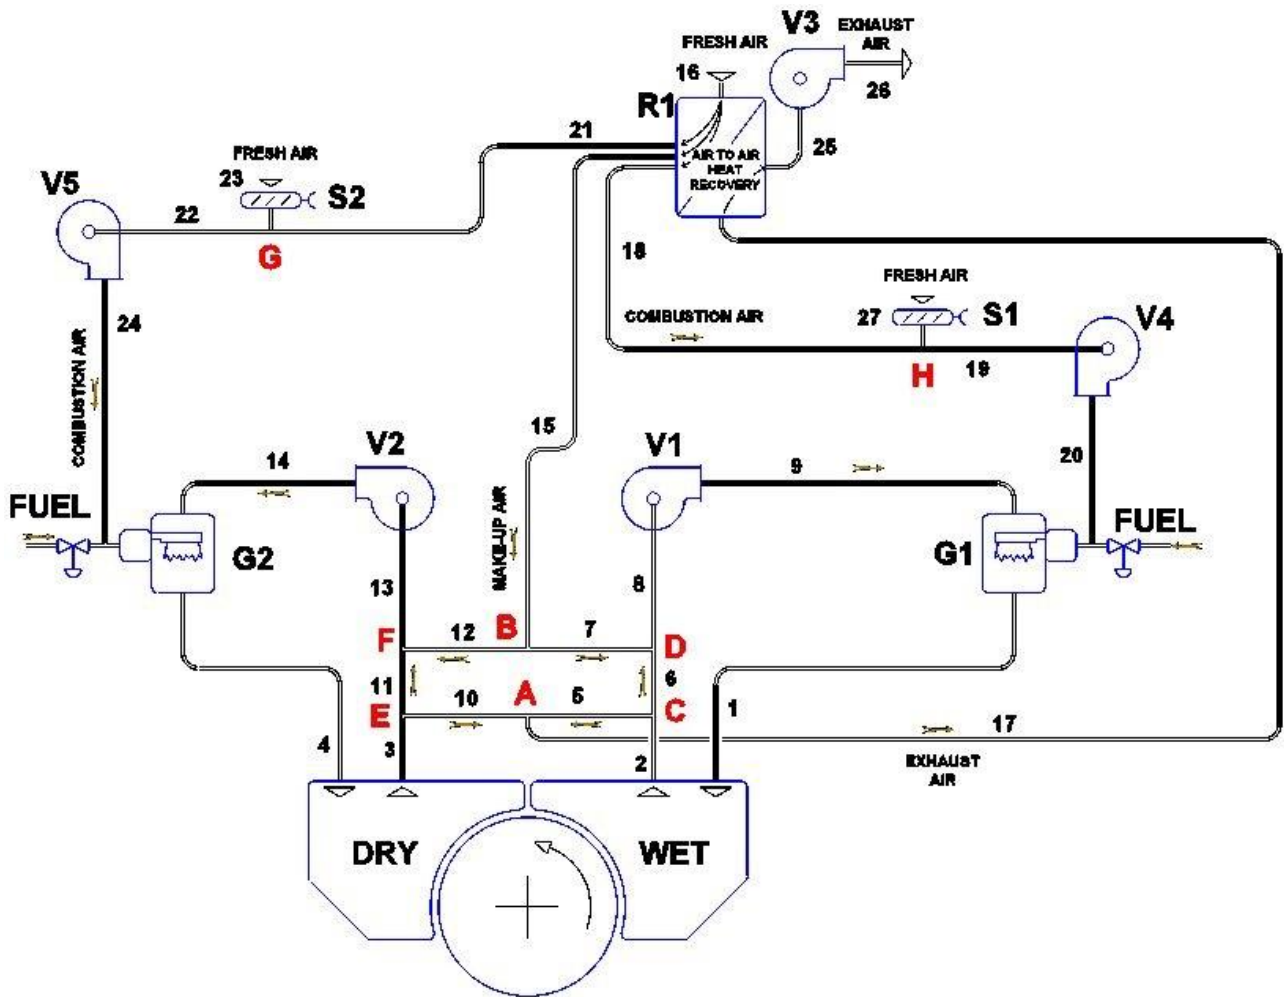 V3
EXHAUST
AIR
FRESH AIR
16
26
R1
21
25
AIR TO AIR
HEAT
RECOVERY
FRESH AIR
23
S2
V5
22
G
18
FRESH AIR
27
S1
V4
COMBUSTION AIR
H
19
24
COMBUSTION AIR
15
V2
V1
14
9
20
FUEL
FUEL
MAKE-UP AIR
G2
G1
13
8
F
12
B
7
D
11
10
A
5
6
E
C
1
17
4
3
2
EXHAUST
AIR
DRY
WET